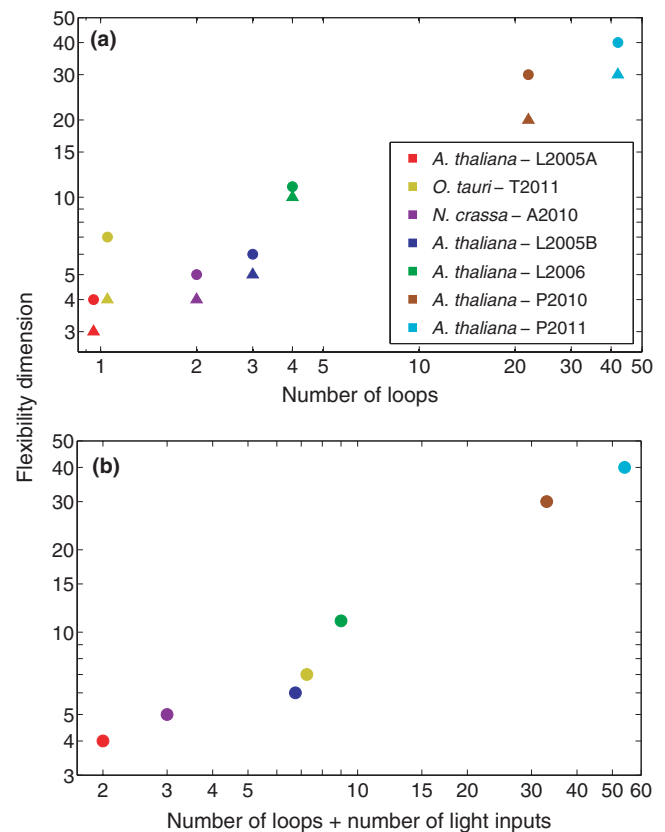 (a)
50
40
30
20
15
10
5
4
3
A. thaliana – L2005A
O. tauri – T2011
N. crassa – A2010
A. thaliana – L2005B
A. thaliana – L2006
A. thaliana – P2010
A. thaliana – P2011
1 2 3 4 5 10 20 30 40 50
Number of loops
Flexibility dimension
(b)
50
40
30
20
15
10
5
4
3
2 3 5 10 20 30 40 50 60
Number of loops + number of light inputs